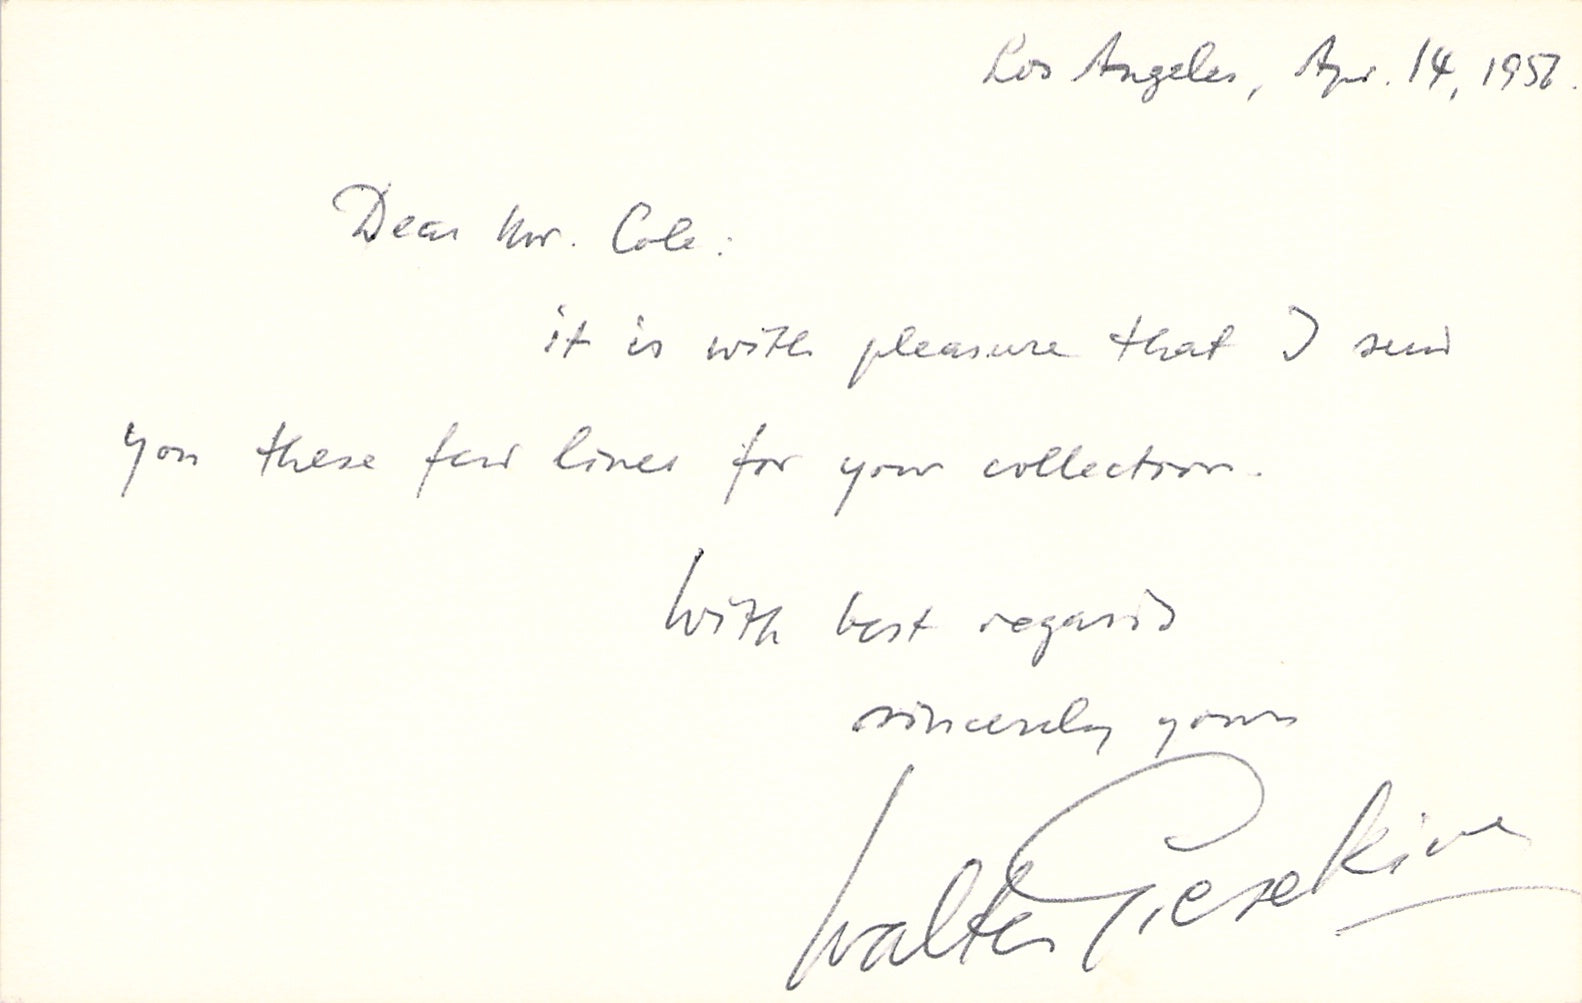 Los Angeles, Apr. 14, 1956.
Dear Mr. Cole:
it is with pleasure that I send
you these few lines for your collection.
With best regards
sincerely yours
Walter Gieseking